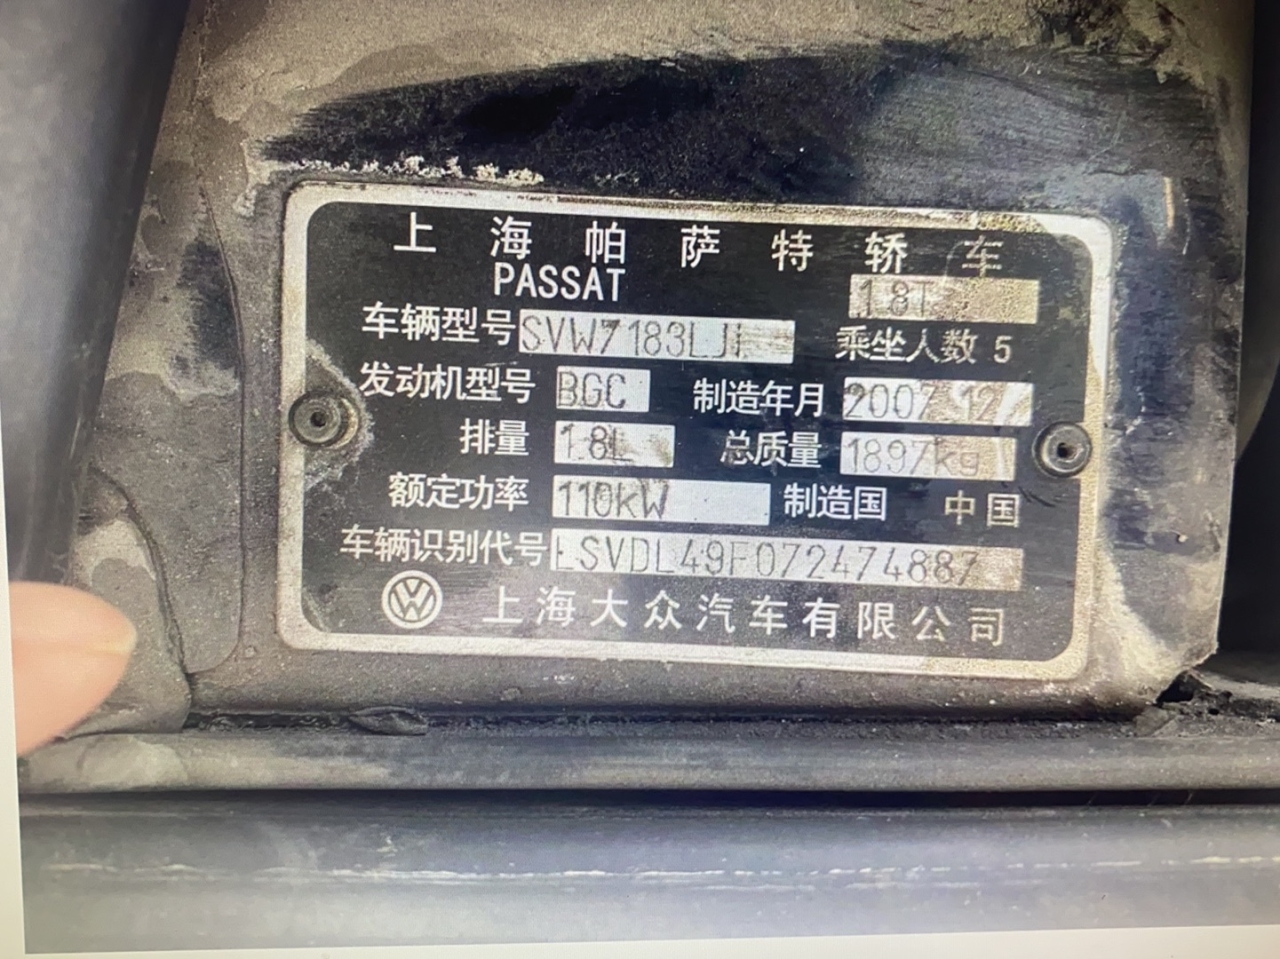 上海帕萨特轿车
PASSAT 1.8T
车辆型号 SVW7183LJi 乘坐人数 5
发动机型号 BGC 制造年月 2007 12
排量 1.8L 总质量 1897kg
额定功率 110kW 制造国 中国
车辆识别代号 LSVDL49F072474887
上海大众汽车有限公司